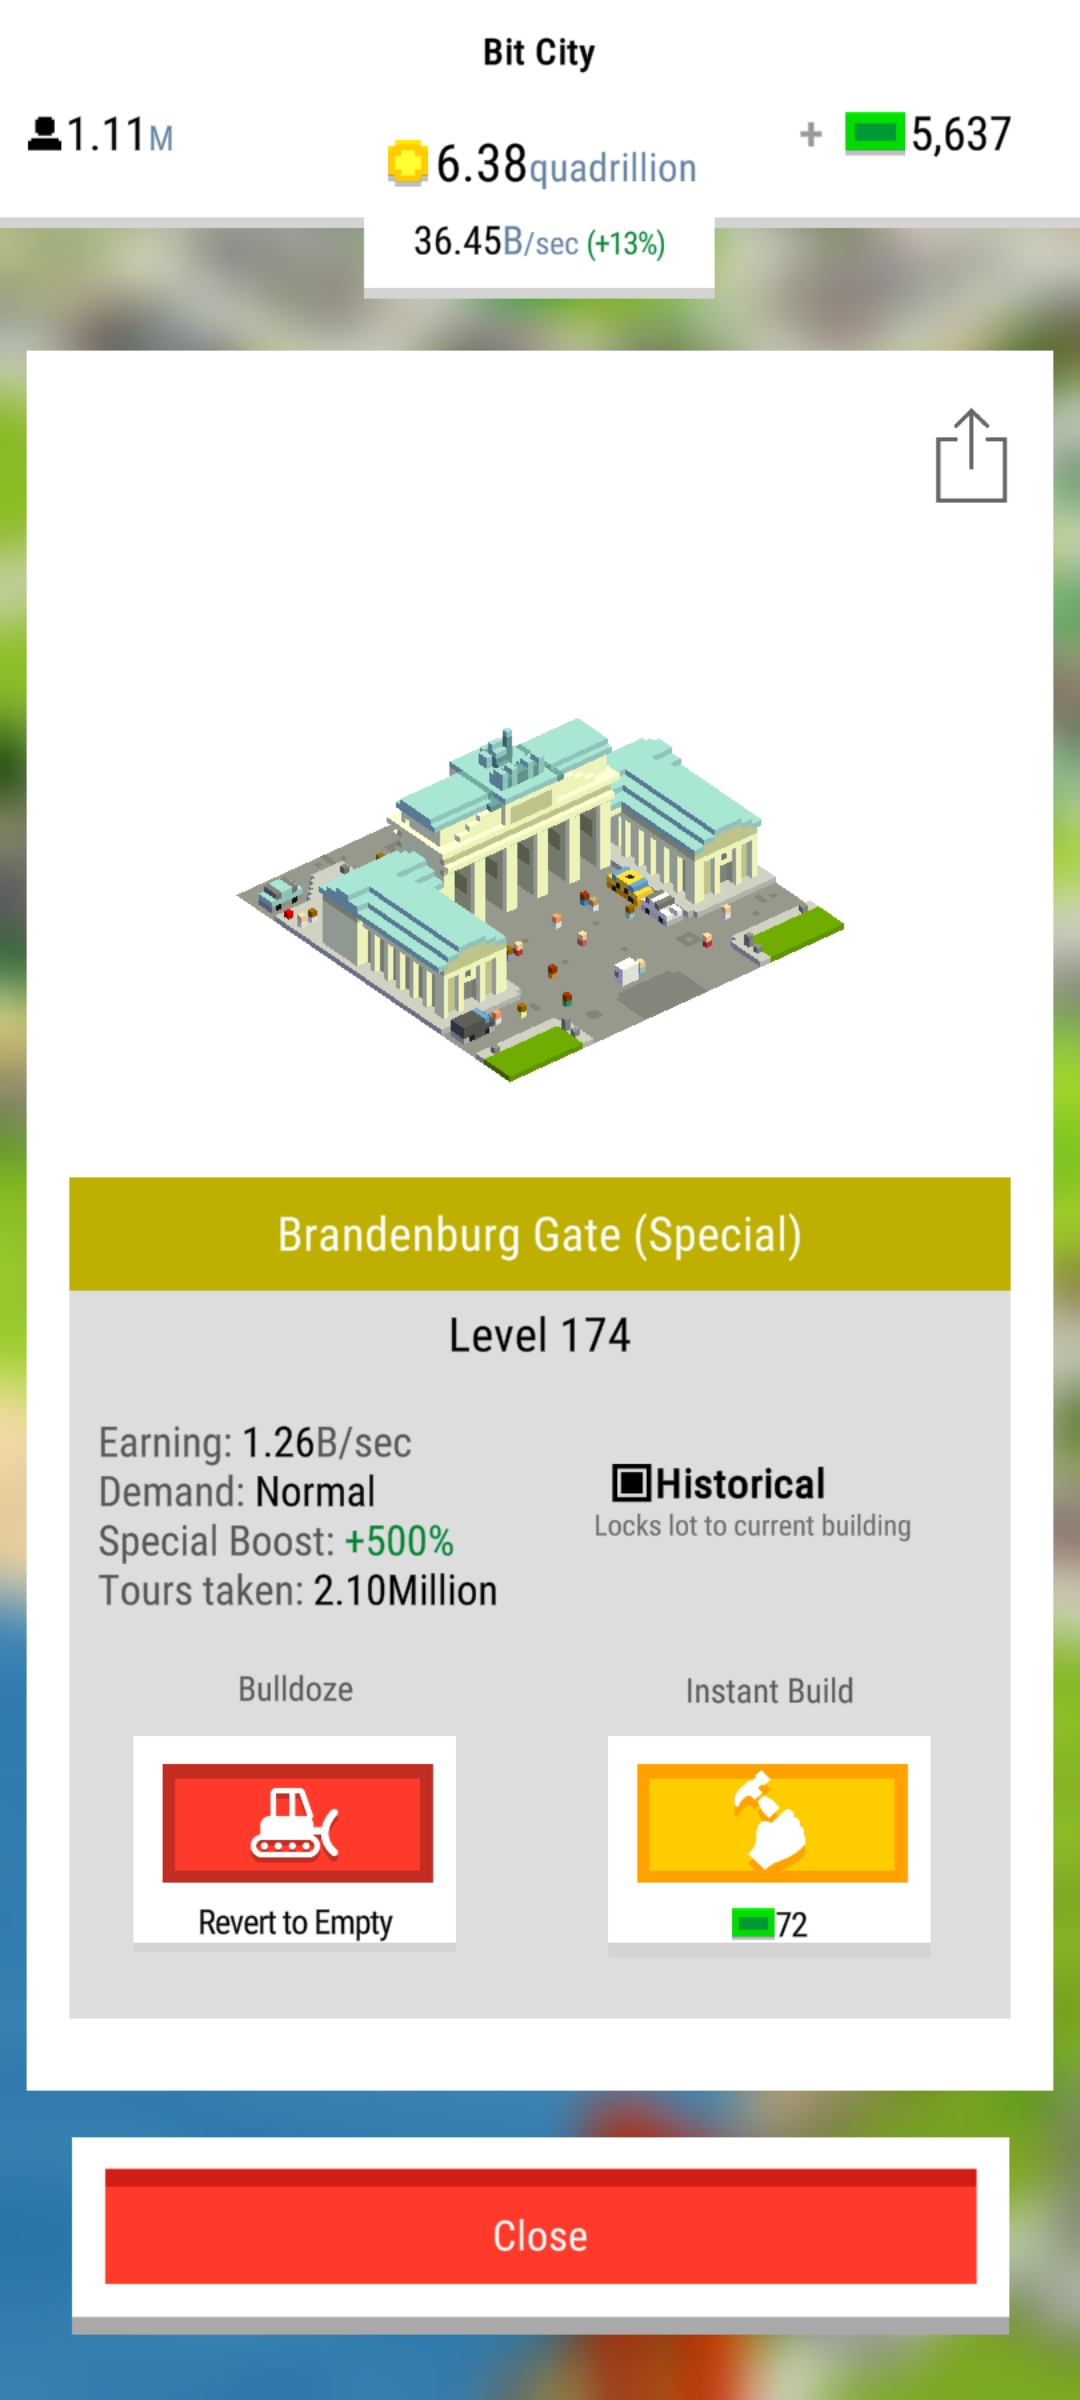 Bit City
1.11M
6.38quadrillion
+ 5,637
36.45B/sec (+13%)
Brandenburg Gate (Special)
Level 174
Earning: 1.26B/sec
Demand: Normal
Special Boost: +500%
Tours taken: 2.10Million
Historical
Locks lot to current building
Bulldoze
Revert to Empty
Instant Build
72
Close